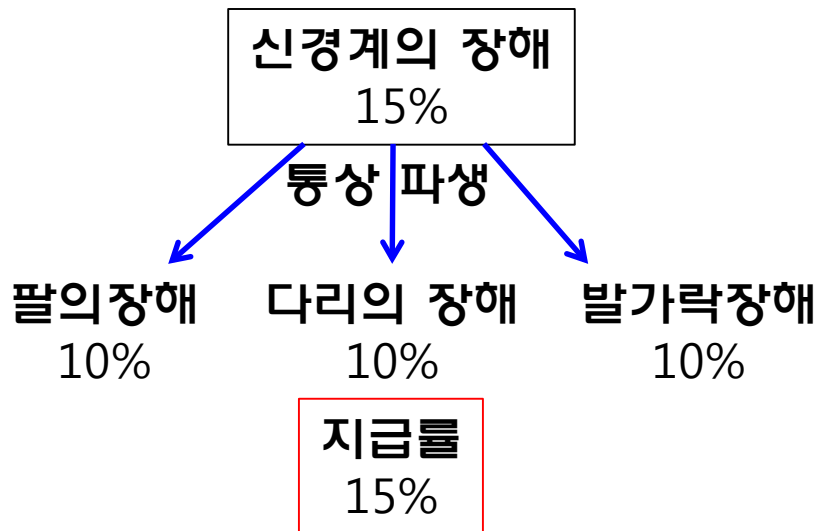 신경계의 장해
15%
통상 파생
팔의장해 다리의 장해 발가락장해
10% 10% 10%
지급률
15%